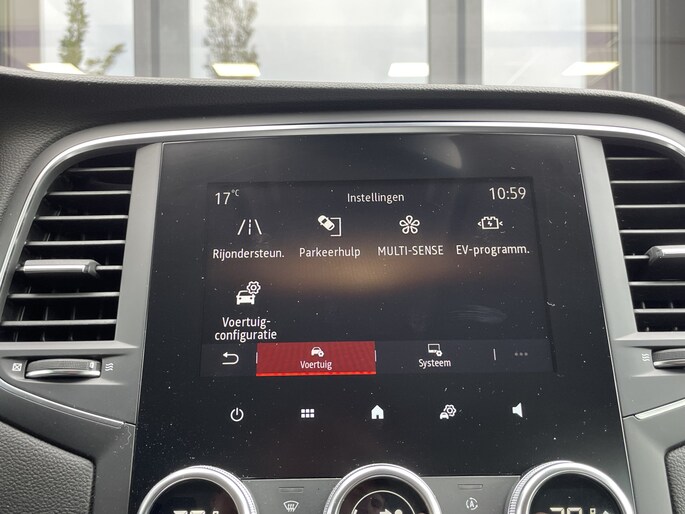 17 °C Instellingen 10:59
Rijondersteun. Parkeerhulp MULTI-SENSE EV-programm.
Voertuig-
configuratie
Voertuig Systeem